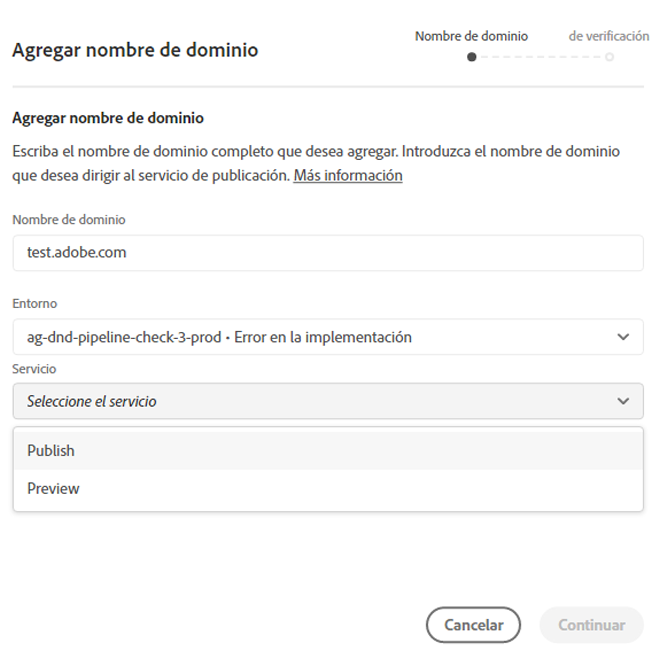 Agregar nombre de dominio
Nombre de dominio
de verificación
Agregar nombre de dominio
Escriba el nombre de dominio completo que desea agregar. Introduzca el nombre de dominio
que desea dirigir al servicio de publicación. Más información
Nombre de dominio
test.adobe.com
Entorno
ag-dnd-pipeline-check-3-prod • Error en la implementación
Servicio
Seleccione el servicio
Publish
Preview
Cancelar
Continuar